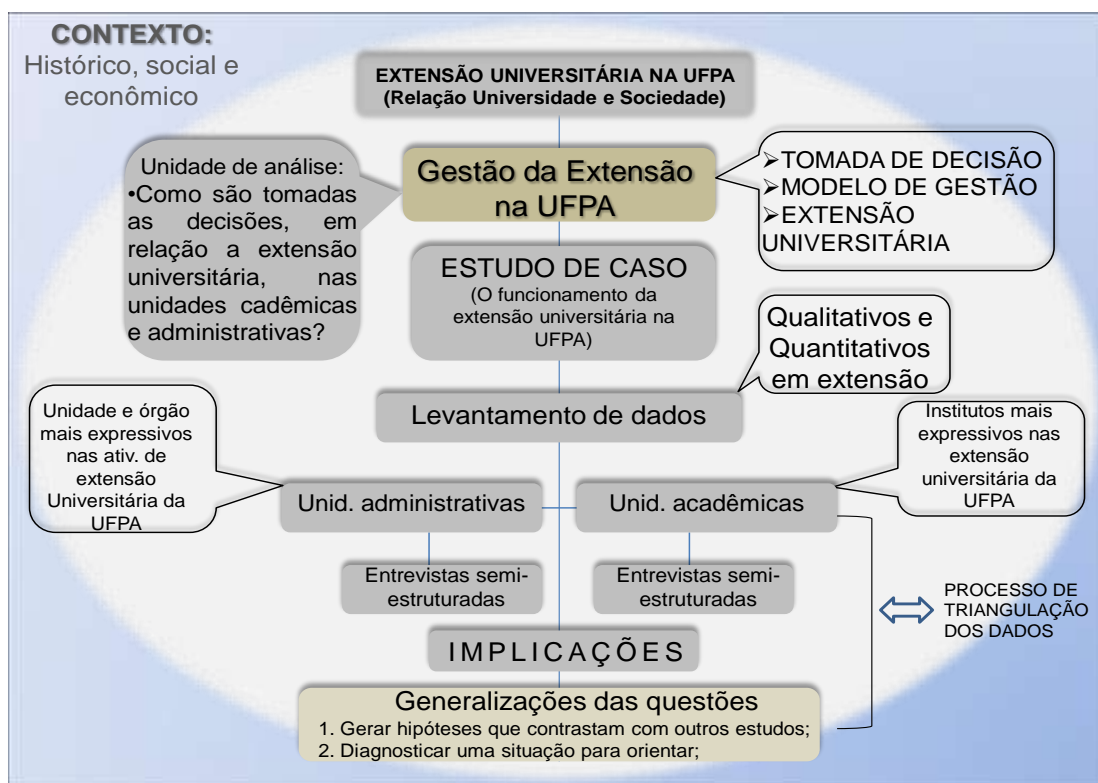 CONTEXTO:
Histórico, social e
econômico
EXTENSÃO UNIVERSITÁRIA NA UFPA
(Relação Universidade e Sociedade)
Unidade de análise:
•Como são tomadas
as decisões, em
relação a extensão
universitária, nas
unidades cadêmicas
e administrativas?
Gestão da Extensão
na UFPA
➢TOMADA DE DECISÃO
➢MODELO DE GESTÃO
➢EXTENSÃO
UNIVERSITÁRIA
ESTUDO DE CASO
(O funcionamento da
extensão universitária na
UFPA)
Qualitativos e
Quantitativos
em extensão
Levantamento de dados
Unidade e órgão
mais expressivos
nas ativ. de
extensão
Universitária da
UFPA
Institutos mais
expressivos nas
extensão
universitária da
UFPA
Unid. administrativas
Unid. acadêmicas
Entrevistas semi-
estruturadas
Entrevistas semi-
estruturadas
PROCESSO DE
TRIANGULAÇÃO
DOS DADOS
IMPLICAÇÕES
Generalizações das questões
1. Gerar hipóteses que contrastam com outros estudos;
2. Diagnosticar uma situação para orientar;